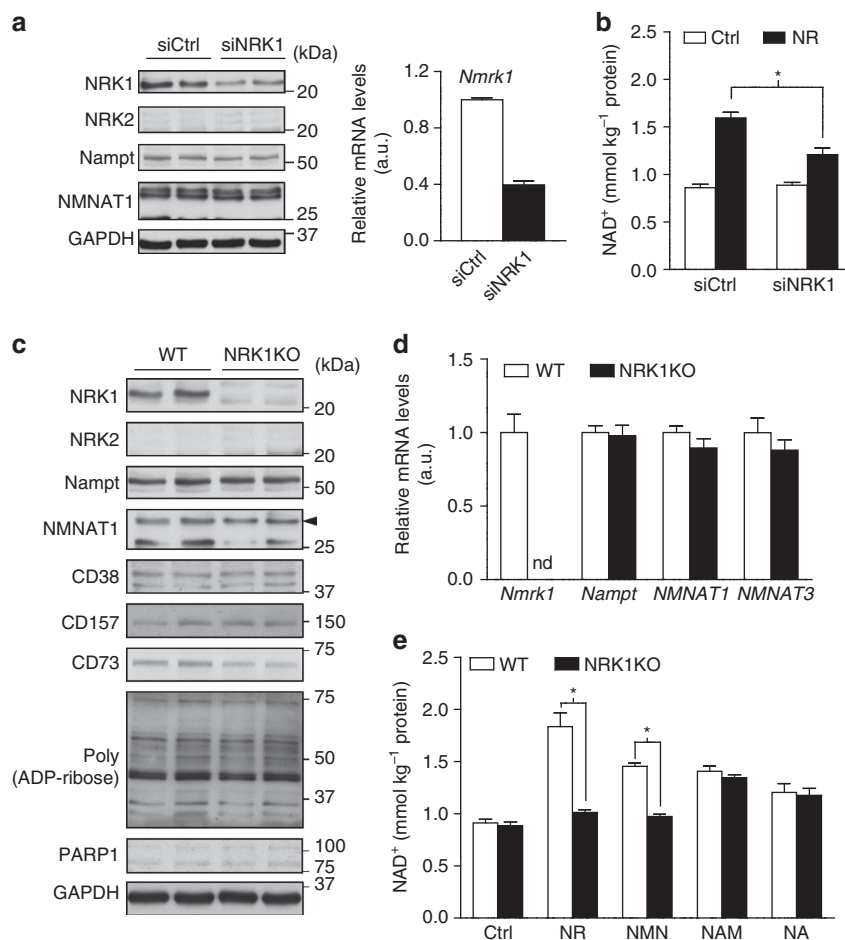 a
siCtrl siNRK1 (kDa)
NRK1
20
NRK2
20
Nampt
50
NMNAT1
25
GAPDH
37
Relative mRNA levels
(a.u.)
1.2
0.8
0.4
0.0
Nmrk1
siCtrl
siNRK1
b
Ctrl NR
NAD+ (mmol kg−1 protein)
2.5
2.0
1.5
1.0
0.5
0.0
*
siCtrl siNRK1
c
WT NRK1KO (kDa)
NRK1
20
NRK2
20
Nampt
50
NMNAT1
25
CD38
37
CD157
150
CD73
75
Poly
(ADP-ribose)
75
50
37
PARP1
100
75
GAPDH
37
d
WT NRK1KO
Relative mRNA levels
(a.u.)
1.5
1.0
0.5
0.0
nd
Nmrk1 Nampt NMNAT1 NMNAT3
e
WT NRK1KO
NAD+ (mmol kg−1 protein)
2.5
2.0
1.5
1.0
0.5
0.0
*
*
Ctrl NR NMN NAM NA